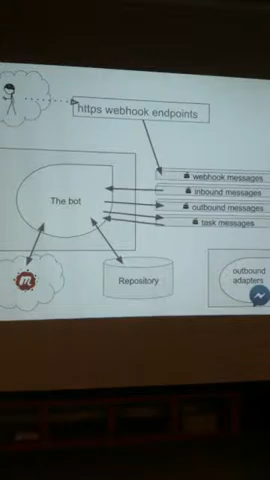 https webhook endpoints
webhook messages
inbound messages
outbound messages
task messages
The bot
m
Repository
outbound
adapters